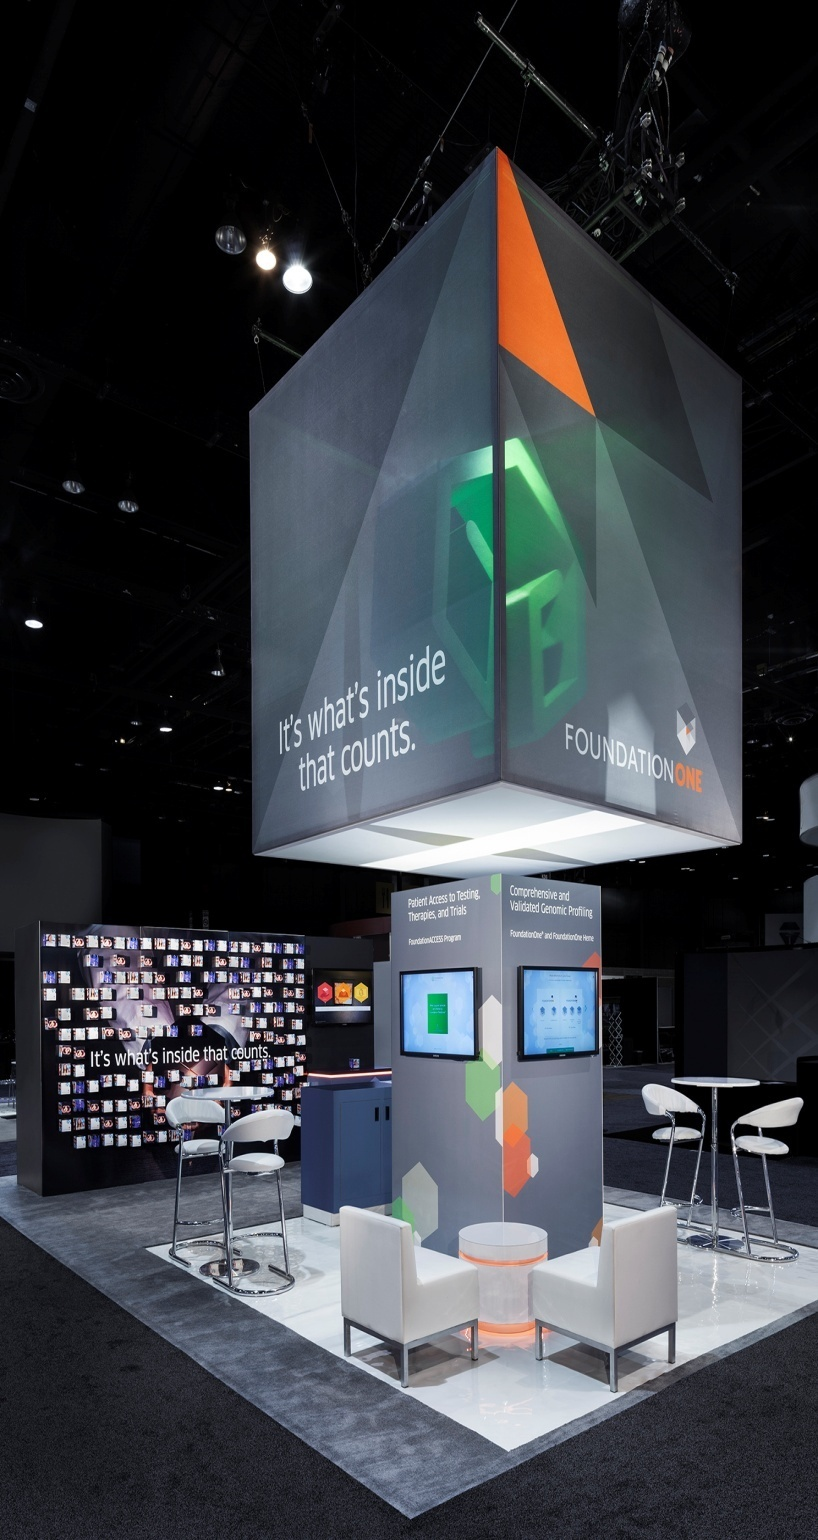 It's what's inside
that counts.
FOUNDATIONONE
Patient Access to Testing,
Therapies, and Trials
FoundationACCESS Program
Comprehensive and
Validated Genomic Profiling
FoundationOne® and FoundationOne Heme
It's what's inside that counts.